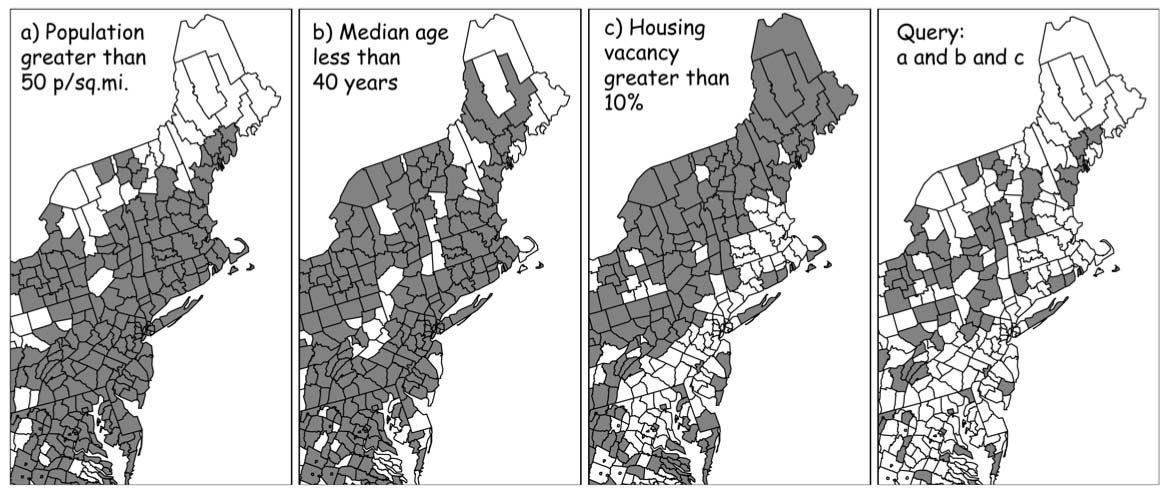 a) Population
greater than
50 p/sq.mi.
b) Median age
less than
40 years
c) Housing
vacancy
greater than
10%
Query:
a and b and c